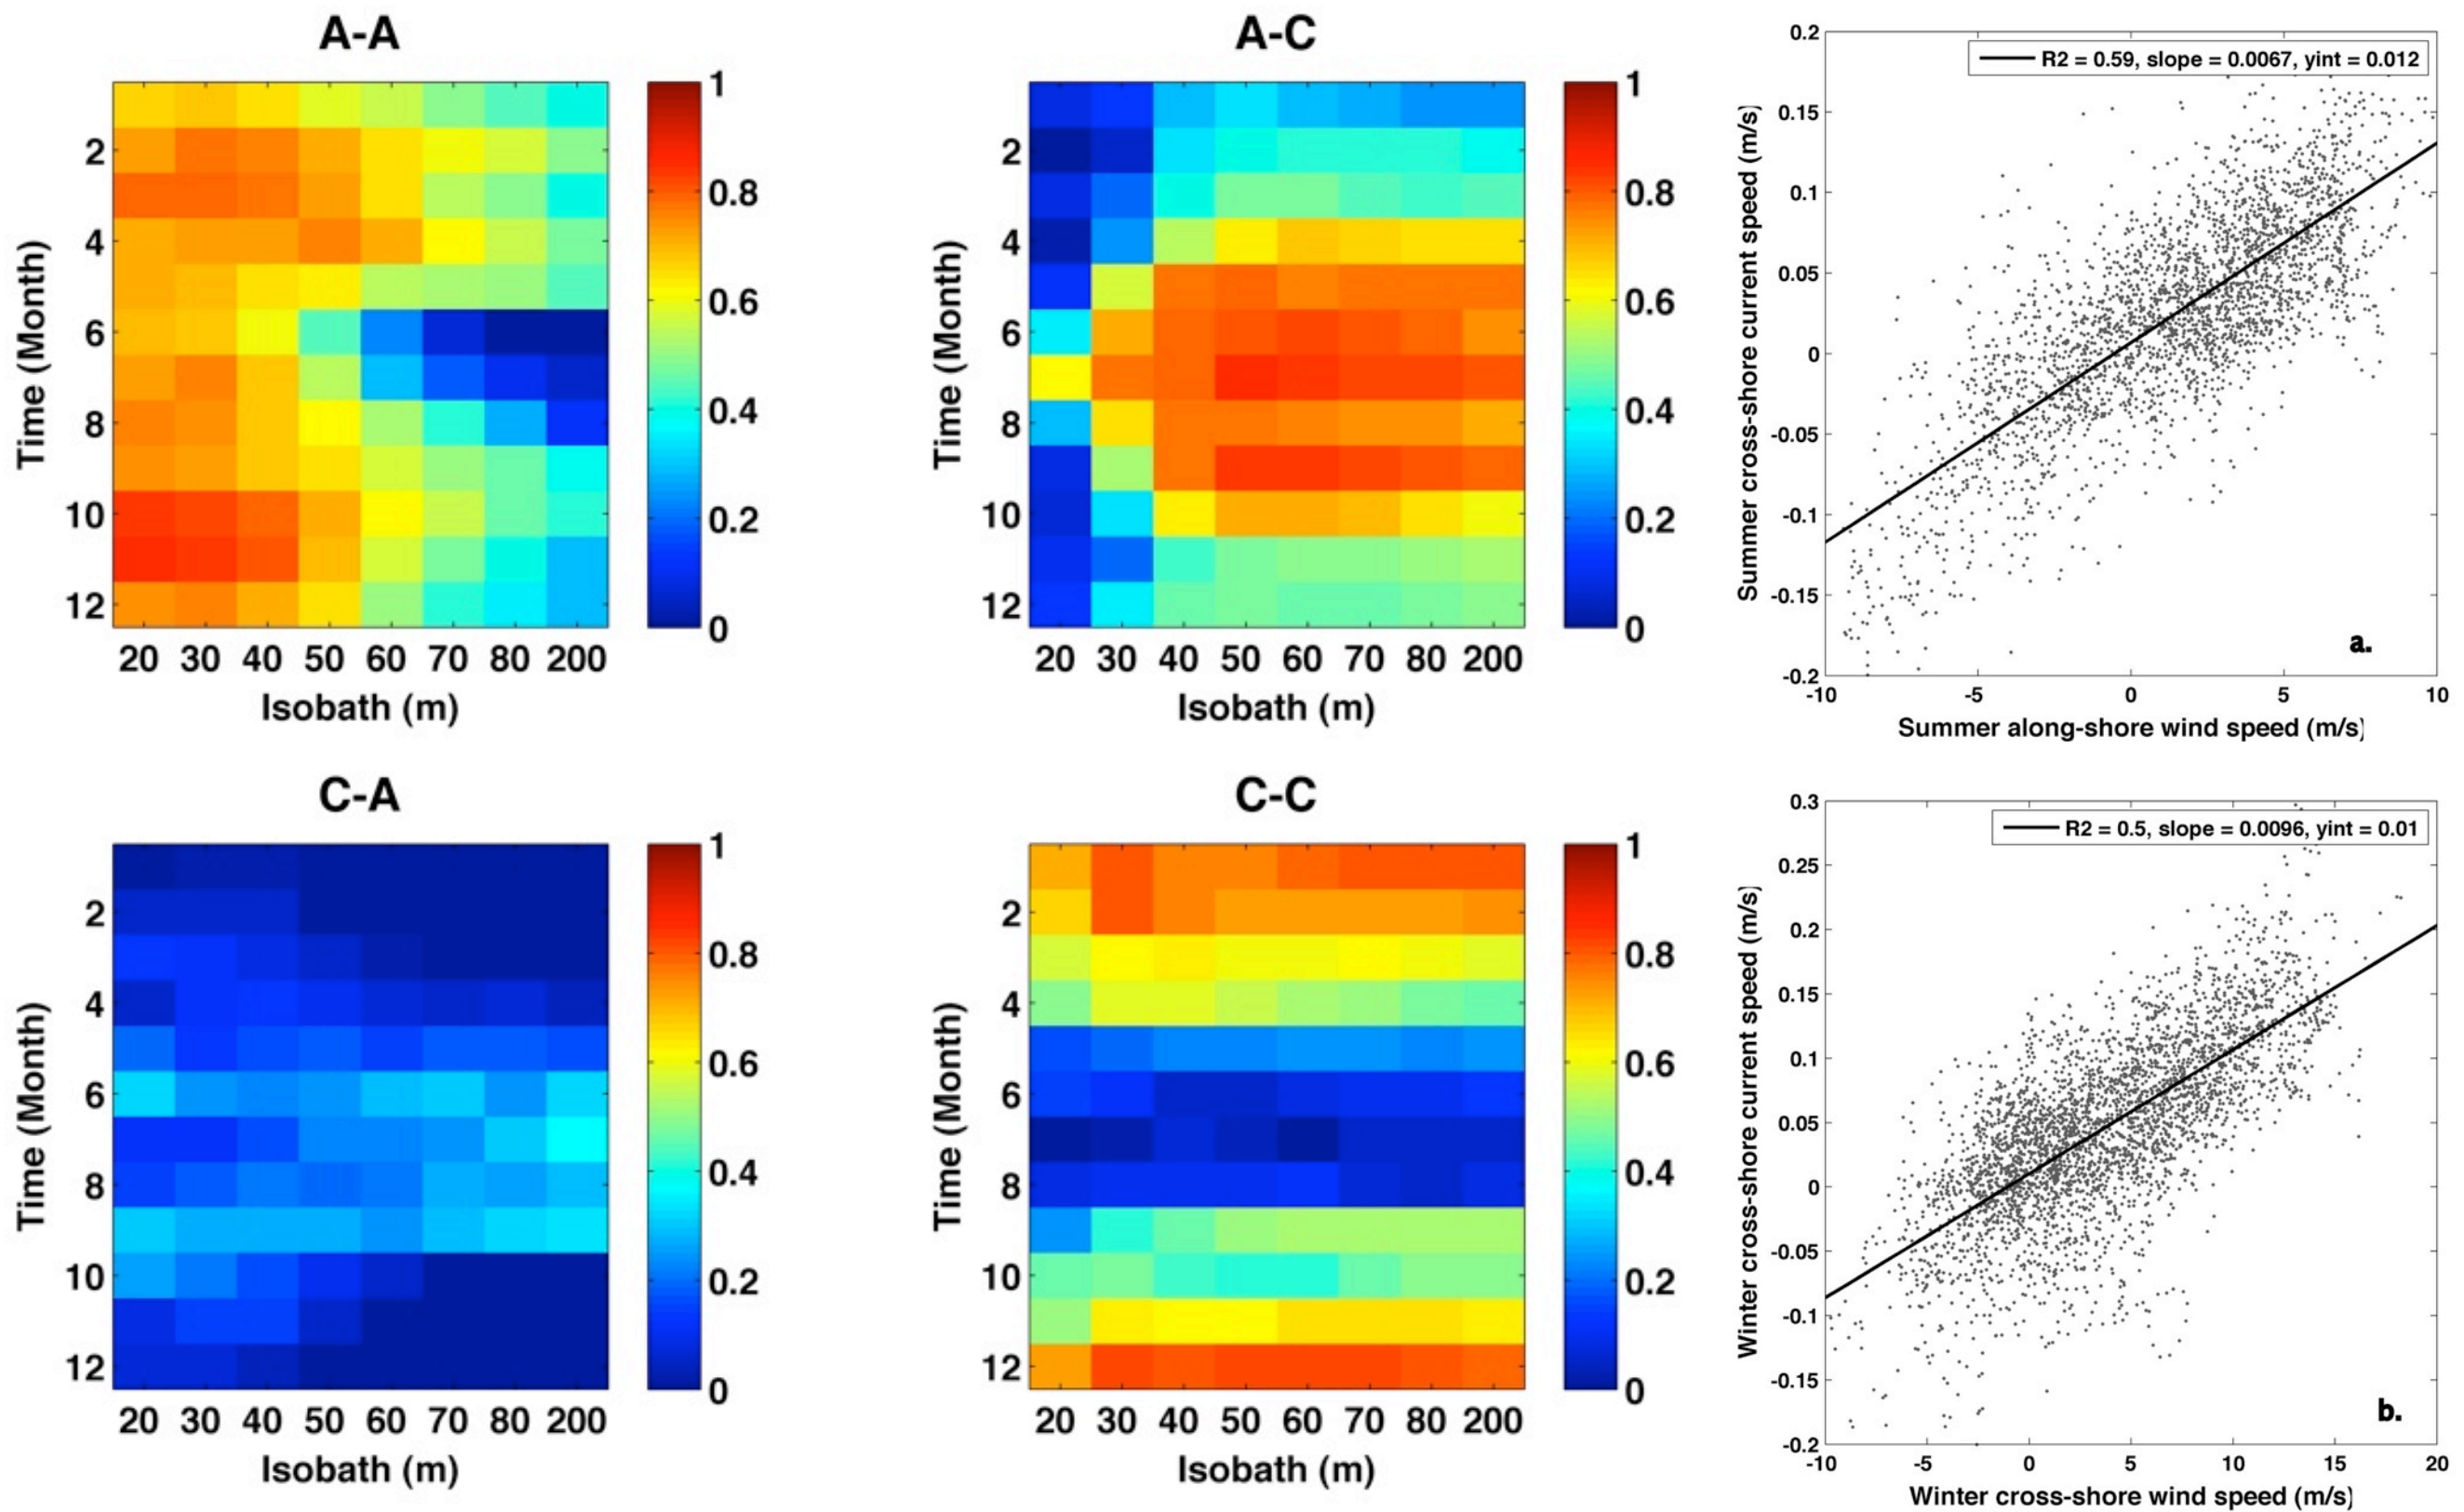 A-A
1
0.8
0.6
0.4
0.2
0
2
4
6
8
10
12
Time (Month)
20 30 40 50 60 70 80 200
Isobath (m)
A-C
1
0.8
0.6
0.4
0.2
0
2
4
6
8
10
12
Time (Month)
20 30 40 50 60 70 80 200
Isobath (m)
R2 = 0.59, slope = 0.0067, yint = 0.012
0.2
0.15
0.1
0.05
0
-0.05
-0.1
-0.15
-0.2
Summer cross-shore current speed (m/s)
a.
-10 -5 0 5 10
Summer along-shore wind speed (m/s)
C-A
1
0.8
0.6
0.4
0.2
0
2
4
6
8
10
12
Time (Month)
20 30 40 50 60 70 80 200
Isobath (m)
C-C
1
0.8
0.6
0.4
0.2
0
2
4
6
8
10
12
Time (Month)
20 30 40 50 60 70 80 200
Isobath (m)
R2 = 0.5, slope = 0.0096, yint = 0.01
0.3
0.25
0.2
0.15
0.1
0.05
0
-0.05
-0.1
-0.15
-0.2
Winter cross-shore current speed (m/s)
b.
-10 -5 0 5 10 15 20
Winter cross-shore wind speed (m/s)